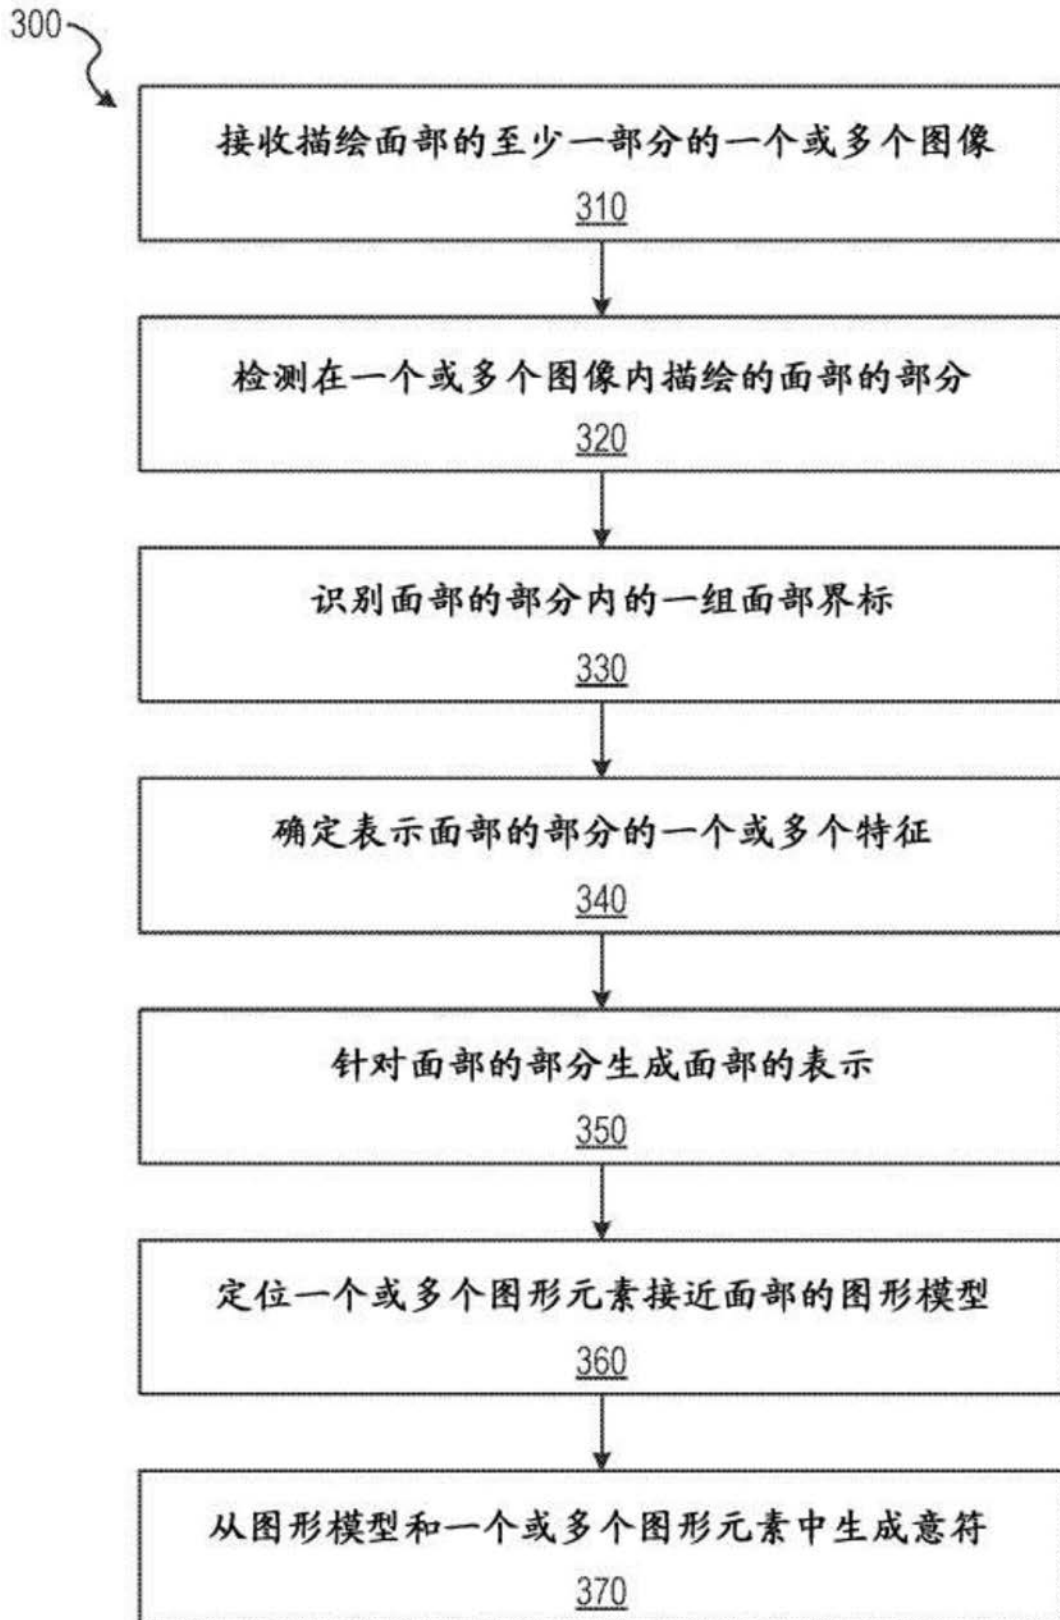 300
接收描绘面部的至少一部分的一个或多个图像
310
检测在一个或多个图像内描绘的面部的部分
320
识别面部的部分内的一组面部界标
330
确定表示面部的部分的一个或多个特征
340
针对面部的部分生成面部的表示
350
定位一个或多个图形元素接近面部的图形模型
360
从图形模型和一个或多个图形元素中生成意符
370